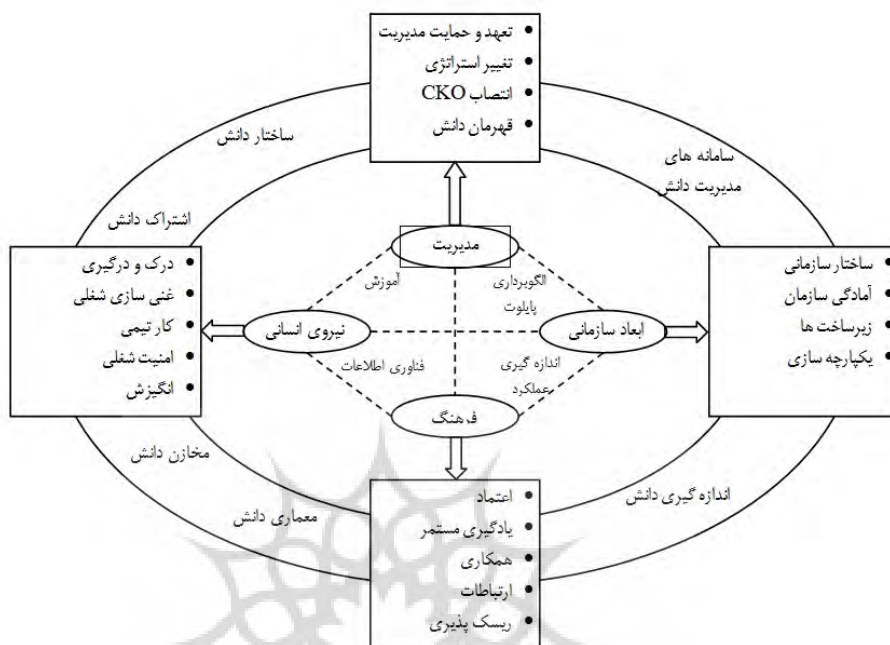 تعهد و حمایت مدیریت
تغییر استراتژی
انتصاب CKO
قهرمان دانش
سامانه های
مدیریت دانش
ساختار دانش
اشتراک دانش
ساختار سازمانی
آمادگی سازمان
زیرساخت ها
یکپارچه سازی
درک و درگیری
غنی سازی شغلی
کار تیمی
امنیت شغلی
انگیزش
مدیریت
الگوبرداری
پایلوت
آموزش
ابعاد سازمانی
نیروی انسانی
اندازه گیری
عملکرد
فناوری اطلاعات
فرهنگ
اندازه گیری دانش
مخازن دانش
معماری دانش
اعتماد
یادگیری مستمر
همکاری
ارتباطات
ریسک پذیری